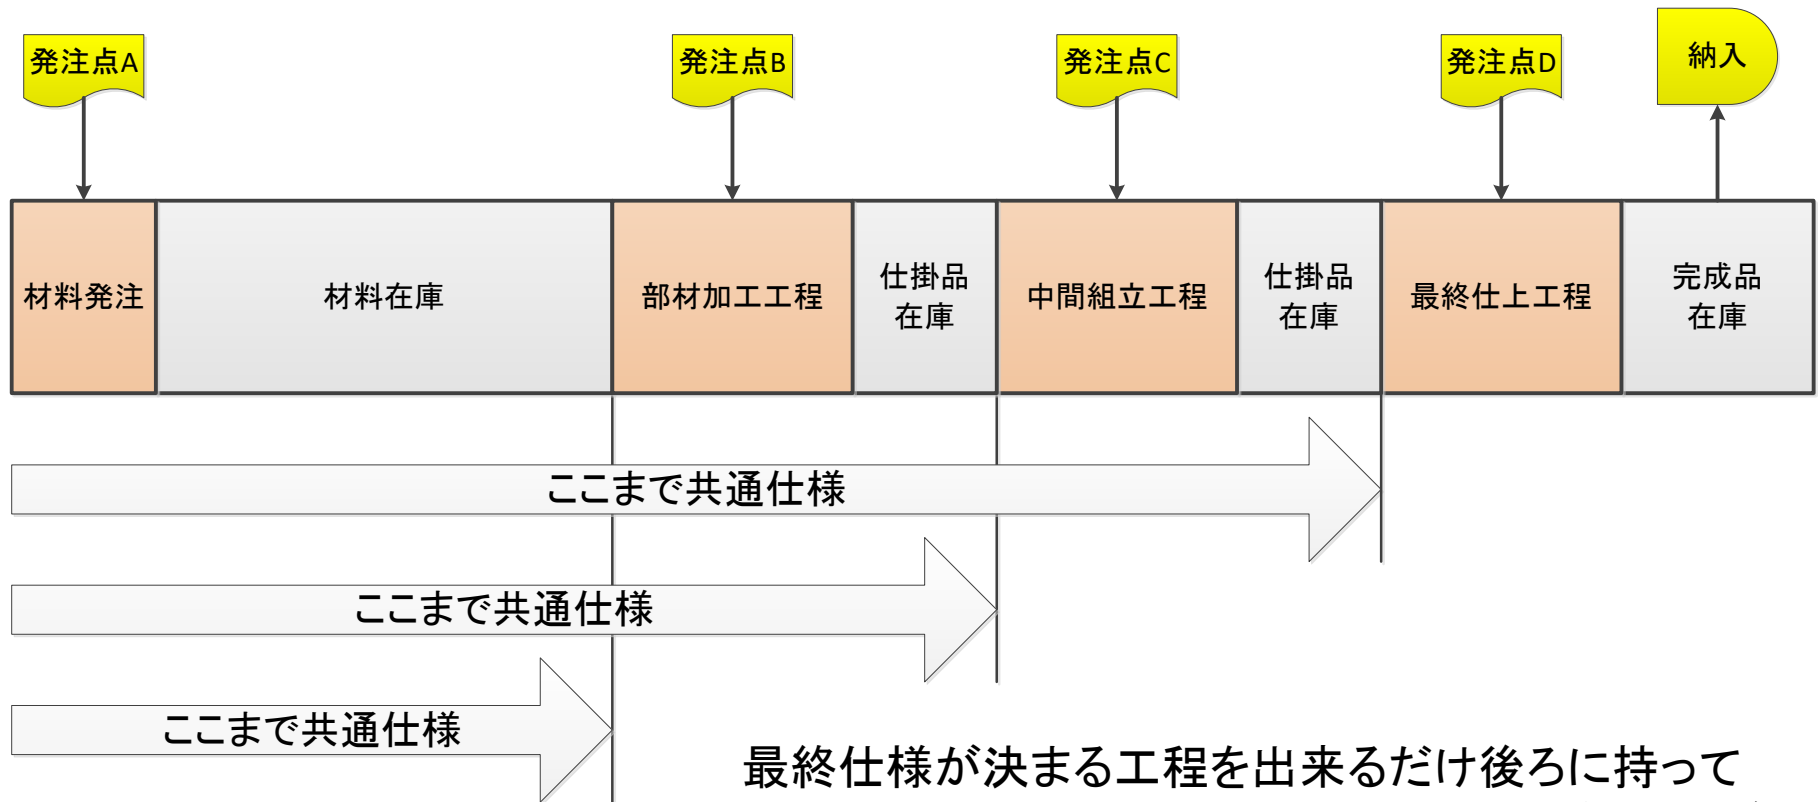 発注点A
発注点B
発注点C
発注点D
納入
材料発注
材料在庫
部材加工工程
仕掛品
在庫
中間組立工程
仕掛品
在庫
最終仕上工程
完成品
在庫
ここまで共通仕様
ここまで共通仕様
ここまで共通仕様
最終仕様が決まる工程を出来るだけ後ろに持って